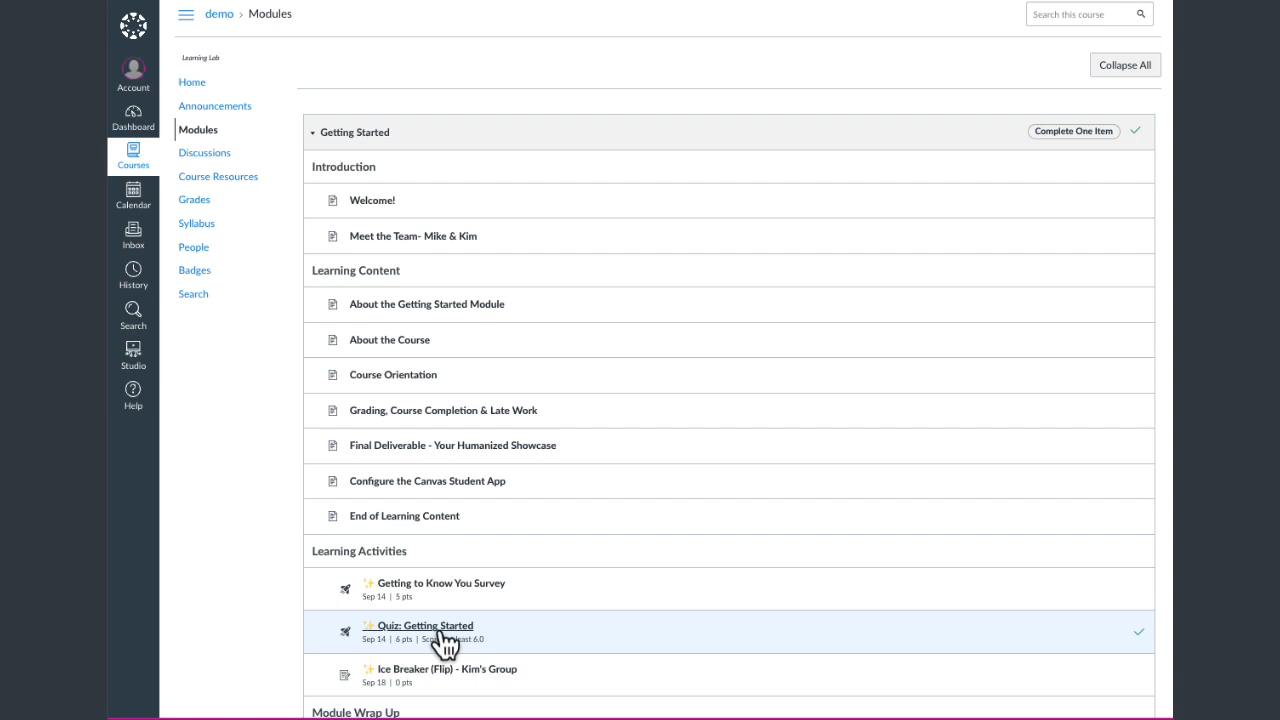 demo › Modules
Search this course
Account
Dashboard
Courses
Calendar
Inbox
History
Search
Studio
Help
Learning Lab
Home
Announcements
Modules
Discussions
Course Resources
Grades
Syllabus
People
Badges
Search
Collapse All
Getting Started
Complete One Item
Introduction
Welcome!
Meet the Team- Mike & Kim
Learning Content
About the Getting Started Module
About the Course
Course Orientation
Grading, Course Completion & Late Work
Final Deliverable - Your Humanized Showcase
Configure the Canvas Student App
End of Learning Content
Learning Activities
✨ Getting to Know You Survey
Sep 14 | 5 pts
✨ Quiz: Getting Started
Sep 14 | 6 pts | 6.0
✨ Ice Breaker (Flip) - Kim's Group
Sep 18 | 0 pts
Module Wrap Up